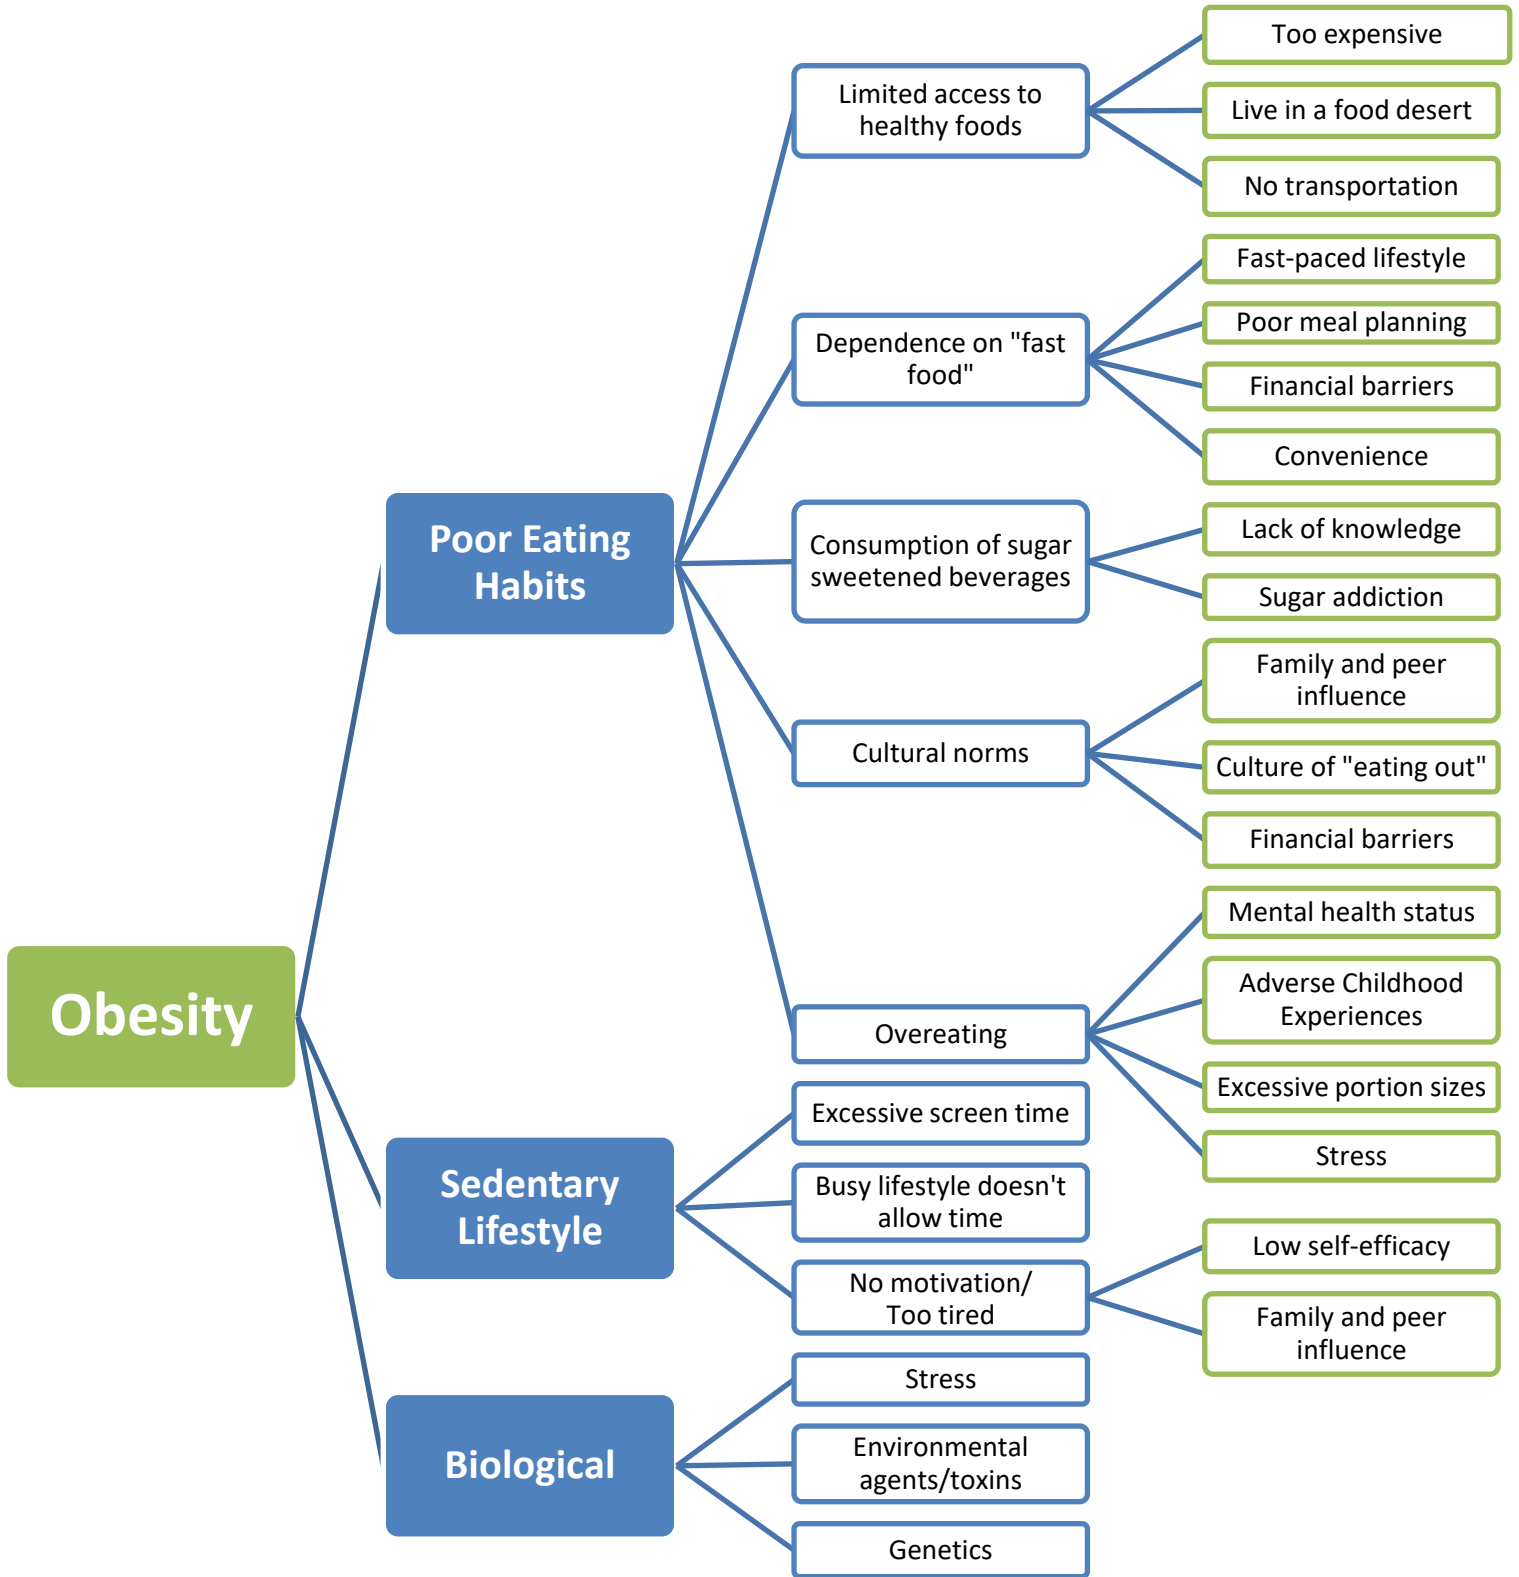 Obesity
Poor Eating
Habits
Limited access to
healthy foods
Too expensive
Live in a food desert
No transportation
Dependence on "fast
food"
Fast-paced lifestyle
Poor meal planning
Financial barriers
Convenience
Consumption of sugar
sweetened beverages
Lack of knowledge
Sugar addiction
Cultural norms
Family and peer
influence
Culture of "eating out"
Financial barriers
Overeating
Mental health status
Adverse Childhood
Experiences
Excessive portion sizes
Stress
Sedentary
Lifestyle
Excessive screen time
Busy lifestyle doesn't
allow time
No motivation/
Too tired
Low self-efficacy
Family and peer
influence
Biological
Stress
Environmental
agents/toxins
Genetics